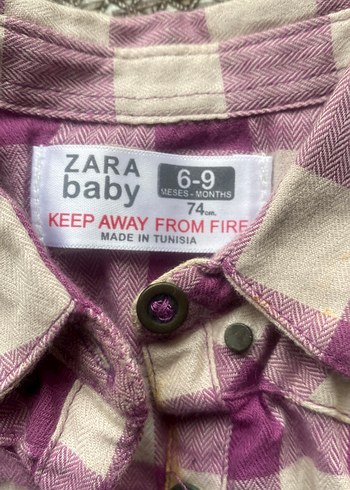 ZARA
baby
6-9
MESES - MONTHS
74cm.
KEEP AWAY FROM FIRE
MADE IN TUNISIA